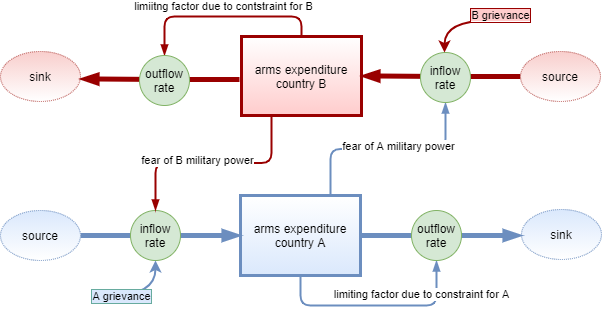 limiitng factor due to contstraint for B
B grievance
sink
outflow
rate
arms expenditure
country B
inflow
rate
source
fear of B military power
fear of A military power
source
inflow
rate
arms expenditure
country A
outflow
rate
sink
A grievance
limiting factor due to constraint for A